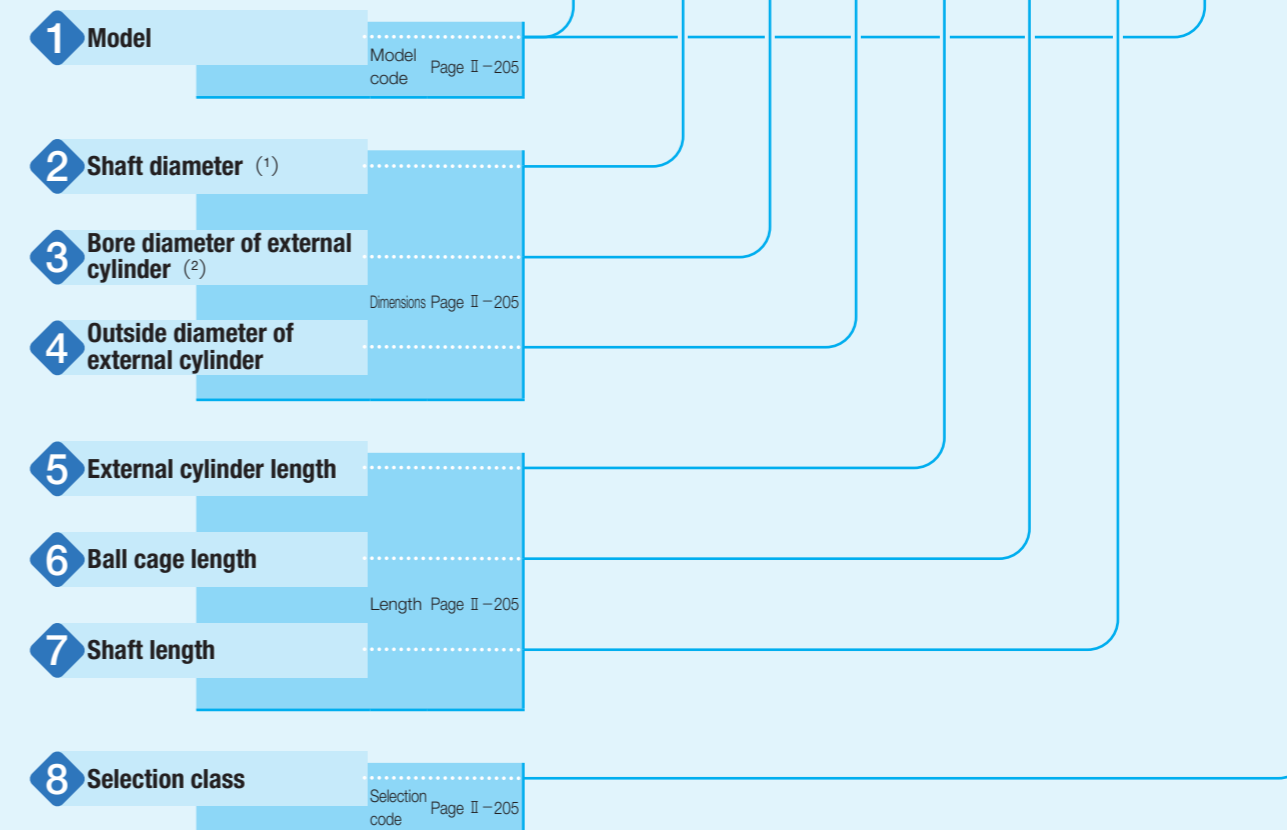 1 Model
Model
code
Page Ⅱ－205
2 Shaft diameter (¹)
3 Bore diameter of external
cylinder (²)
Dimensions Page Ⅱ－205
4 Outside diameter of
external cylinder
5 External cylinder length
6 Ball cage length
Length Page Ⅱ－205
7 Shaft length
8 Selection class
Selection
code
Page Ⅱ－205